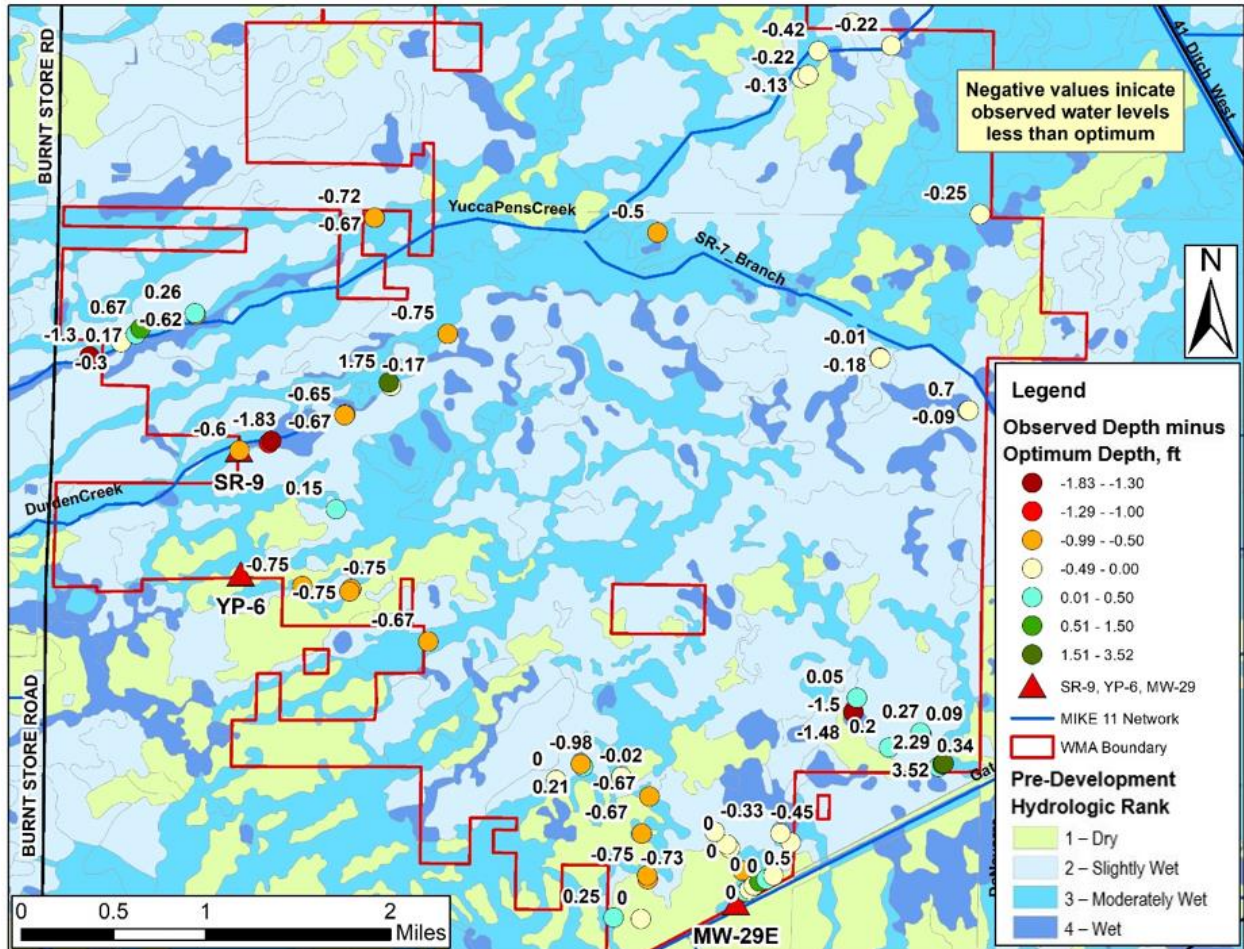 -0.22
-0.42
-0.22
-0.13
41 Ditch_West
BURNT STORE RD
Negative values inicate
observed water levels
less than optimum
-0.25
-0.72
-0.67
YuccaPensCreek
-0.5
SR-7_Branch
N
0.26
0.67
-0.62
-1.3
0.17
-0.3
-0.75
-0.01
-0.18
1.75
-0.17
0.7
-0.09
-0.65
-0.67
-1.83
-0.6
SR-9
DurdenCreek
0.15
-0.75
-0.75
-0.75
YP-6
-0.67
BURNT STORE ROAD
0.05
-1.5
0.2
-1.48
0.27
0.09
2.29
0.34
3.52
-0.98
0
-0.02
0.21
-0.67
-0.67
-0.33
-0.45
0
0
-0.75
-0.73
0
0
0.5
0.25
0
0
MW-29E
Legend
Observed Depth minus
Optimum Depth, ft
-1.83 - -1.30
-1.29 - -1.00
-0.99 - -0.50
-0.49 - 0.00
0.01 - 0.50
0.51 - 1.50
1.51 - 3.52
SR-9, YP-6, MW-29
MIKE 11 Network
WMA Boundary
Pre-Development
Hydrologic Rank
1 – Dry
2 – Slightly Wet
3 – Moderately Wet
4 – Wet
0 0.5 1 2
Miles